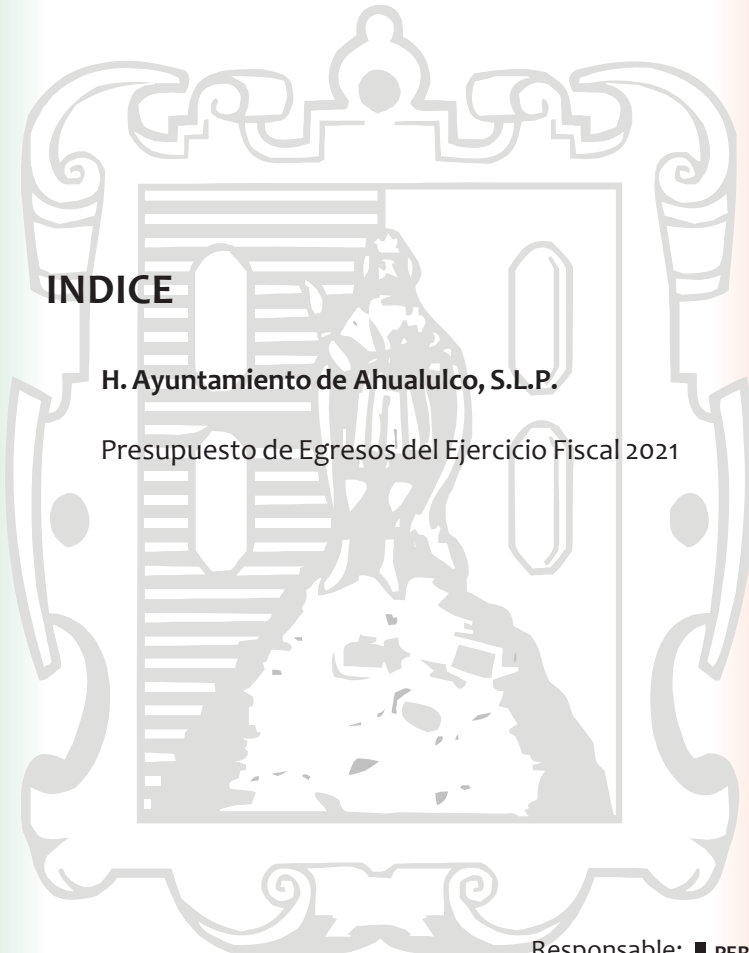 INDICE
H. Ayuntamiento de Ahualulco, S.L.P.
Presupuesto de Egresos del Ejercicio Fiscal 2021
Responsable: